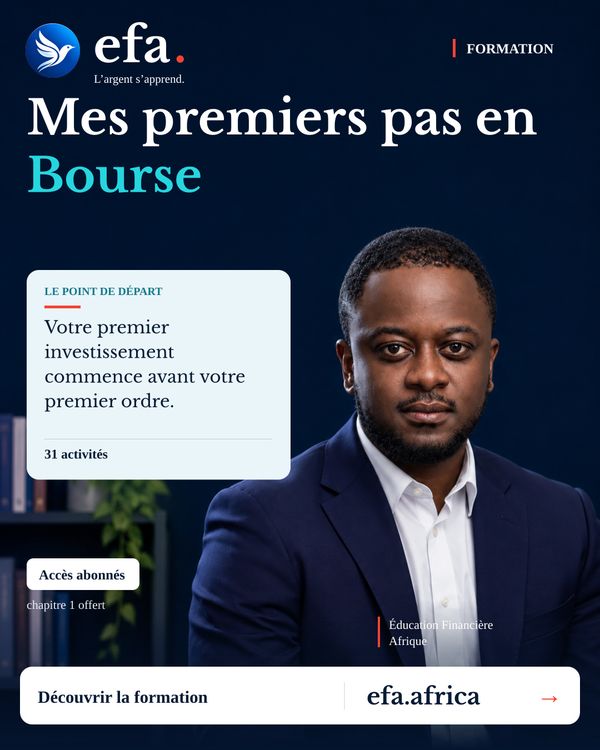 efa.
L’argent s’apprend.
FORMATION
Mes premiers pas en
Bourse
LE POINT DE DÉPART
Votre premier
investissement
commence avant votre
premier ordre.
31 activités
Accès abonnés
chapitre 1 offert
Éducation Financière
Afrique
Découvrir la formation
efa.africa →